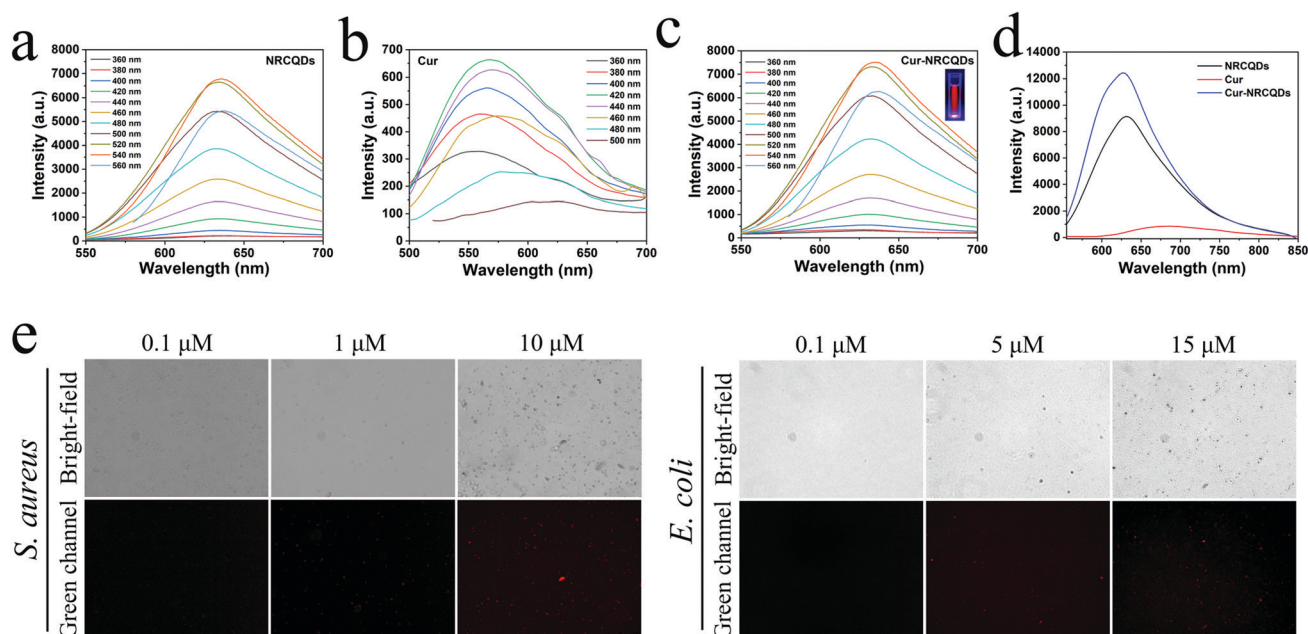 a
8000
7000
6000
5000
4000
3000
2000
1000
0
Intensity (a.u.)
360 nm
380 nm
400 nm
420 nm
440 nm
460 nm
480 nm
500 nm
520 nm
540 nm
560 nm
NRCQDs
550 600 650 700
Wavelength (nm)
b
700
600
500
400
300
200
100
0
Intensity (a.u.)
Cur
360 nm
380 nm
400 nm
420 nm
440 nm
460 nm
480 nm
500 nm
500 550 600 650 700
Wavelength (nm)
c
8000
7000
6000
5000
4000
3000
2000
1000
0
Intensity (a.u.)
360 nm
380 nm
400 nm
420 nm
440 nm
460 nm
480 nm
500 nm
520 nm
540 nm
560 nm
Cur-NRCQDs
550 600 650 700
Wavelength (nm)
d
14000
12000
10000
8000
6000
4000
2000
0
Intensity (a.u.)
NRCQDs
Cur
Cur-NRCQDs
600 650 700 750 800 850
Wavelength (nm)
e
0.1 μM 1 μM 10 μM
S. aureus
Bright-field
Green channel
0.1 μM 5 μM 15 μM
E. coli
Bright-field
Green channel